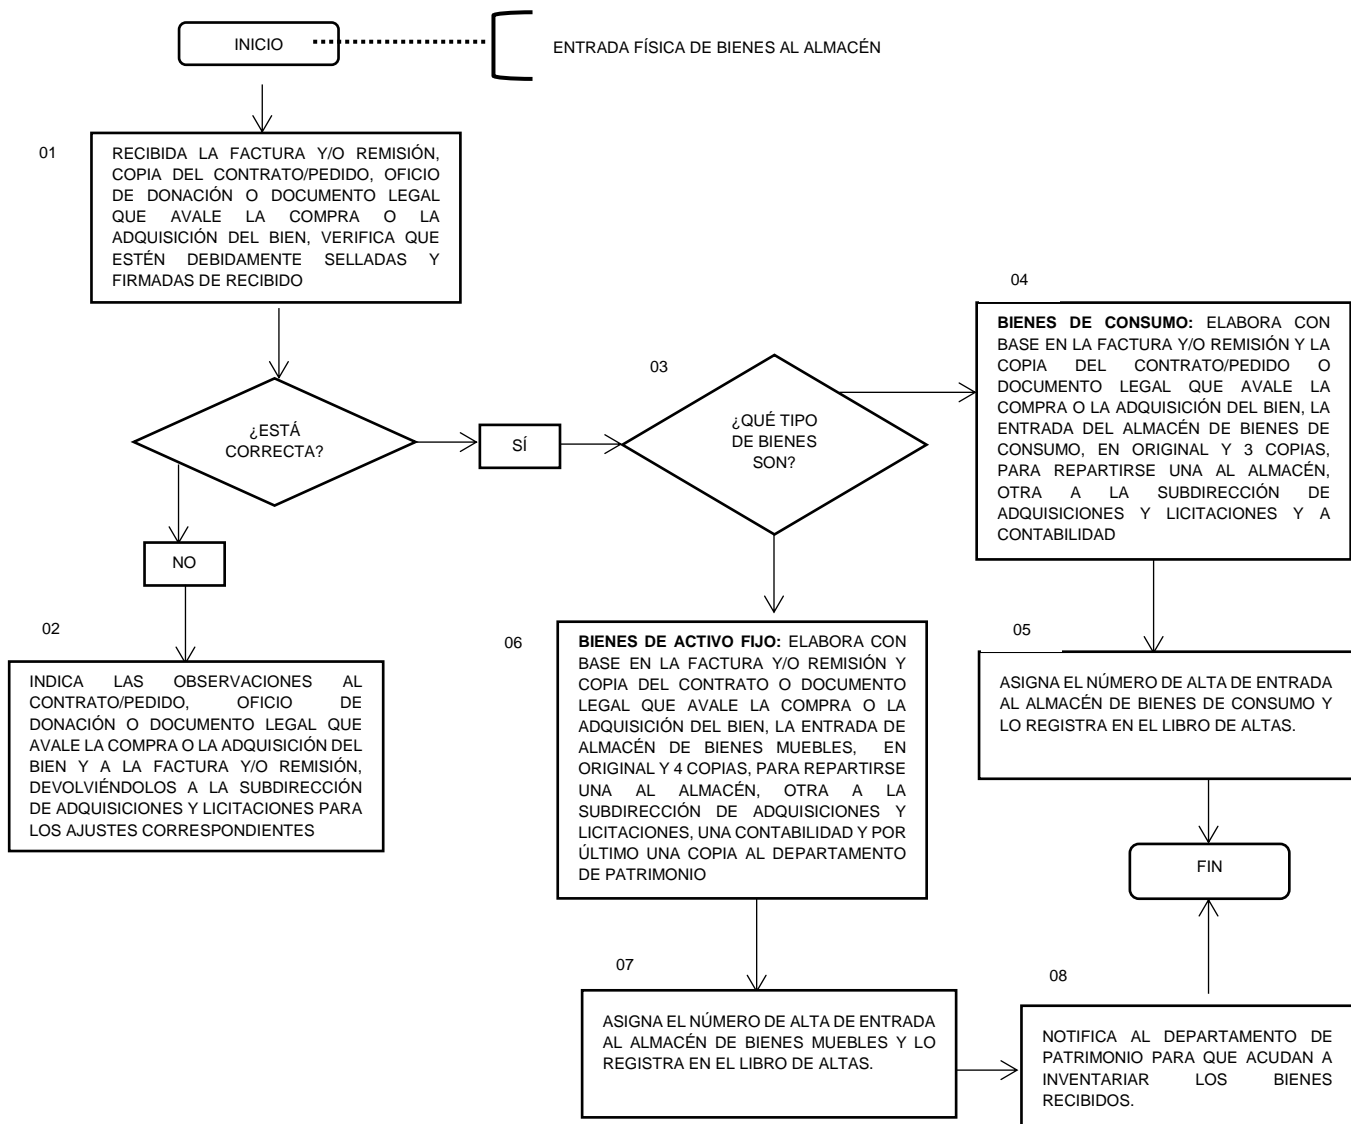 INICIO
ENTRADA FÍSICA DE BIENES AL ALMACÉN
01
RECIBIDA LA FACTURA Y/O REMISIÓN,
COPIA DEL CONTRATO/PEDIDO, OFICIO
DE DONACIÓN O DOCUMENTO LEGAL
QUE AVALE LA COMPRA O LA
ADQUISICIÓN DEL BIEN, VERIFICA QUE
ESTÉN DEBIDAMENTE SELLADAS Y
FIRMADAS DE RECIBIDO
¿ESTÁ
CORRECTA?
SÍ
NO
02
INDICA LAS OBSERVACIONES AL
CONTRATO/PEDIDO, OFICIO DE
DONACIÓN O DOCUMENTO LEGAL QUE
AVALE LA COMPRA O LA ADQUISICIÓN DEL
BIEN Y A LA FACTURA Y/O REMISIÓN,
DEVOLVIÉNDOLOS A LA SUBDIRECCIÓN
DE ADQUISICIONES Y LICITACIONES PARA
LOS AJUSTES CORRESPONDIENTES
03
¿QUÉ TIPO
DE BIENES
SON?
04
BIENES DE CONSUMO: ELABORA CON
BASE EN LA FACTURA Y/O REMISIÓN Y LA
COPIA DEL CONTRATO/PEDIDO O
DOCUMENTO LEGAL QUE AVALE LA
COMPRA O LA ADQUISICIÓN DEL BIEN, LA
ENTRADA DEL ALMACÉN DE BIENES DE
CONSUMO, EN ORIGINAL Y 3 COPIAS,
PARA REPARTIRSE UNA AL ALMACÉN,
OTRA A LA SUBDIRECCIÓN DE
ADQUISICIONES Y LICITACIONES Y A
CONTABILIDAD
05
ASIGNA EL NÚMERO DE ALTA DE ENTRADA
AL ALMACÉN DE BIENES DE CONSUMO Y
LO REGISTRA EN EL LIBRO DE ALTAS.
06
BIENES DE ACTIVO FIJO: ELABORA CON
BASE EN LA FACTURA Y/O REMISIÓN Y
COPIA DEL CONTRATO O DOCUMENTO
LEGAL QUE AVALE LA COMPRA O LA
ADQUISICIÓN DEL BIEN, LA ENTRADA DE
ALMACÉN DE BIENES MUEBLES, EN
ORIGINAL Y 4 COPIAS, PARA REPARTIRSE
UNA AL ALMACÉN, OTRA A LA
SUBDIRECCIÓN DE ADQUISICIONES Y
LICITACIONES, UNA CONTABILIDAD Y POR
ÚLTIMO UNA COPIA AL DEPARTAMENTO
DE PATRIMONIO
07
ASIGNA EL NÚMERO DE ALTA DE ENTRADA
AL ALMACÉN DE BIENES MUEBLES Y LO
REGISTRA EN EL LIBRO DE ALTAS.
08
NOTIFICA AL DEPARTAMENTO DE
PATRIMONIO PARA QUE ACUDAN A
INVENTARIAR LOS BIENES
RECIBIDOS.
FIN